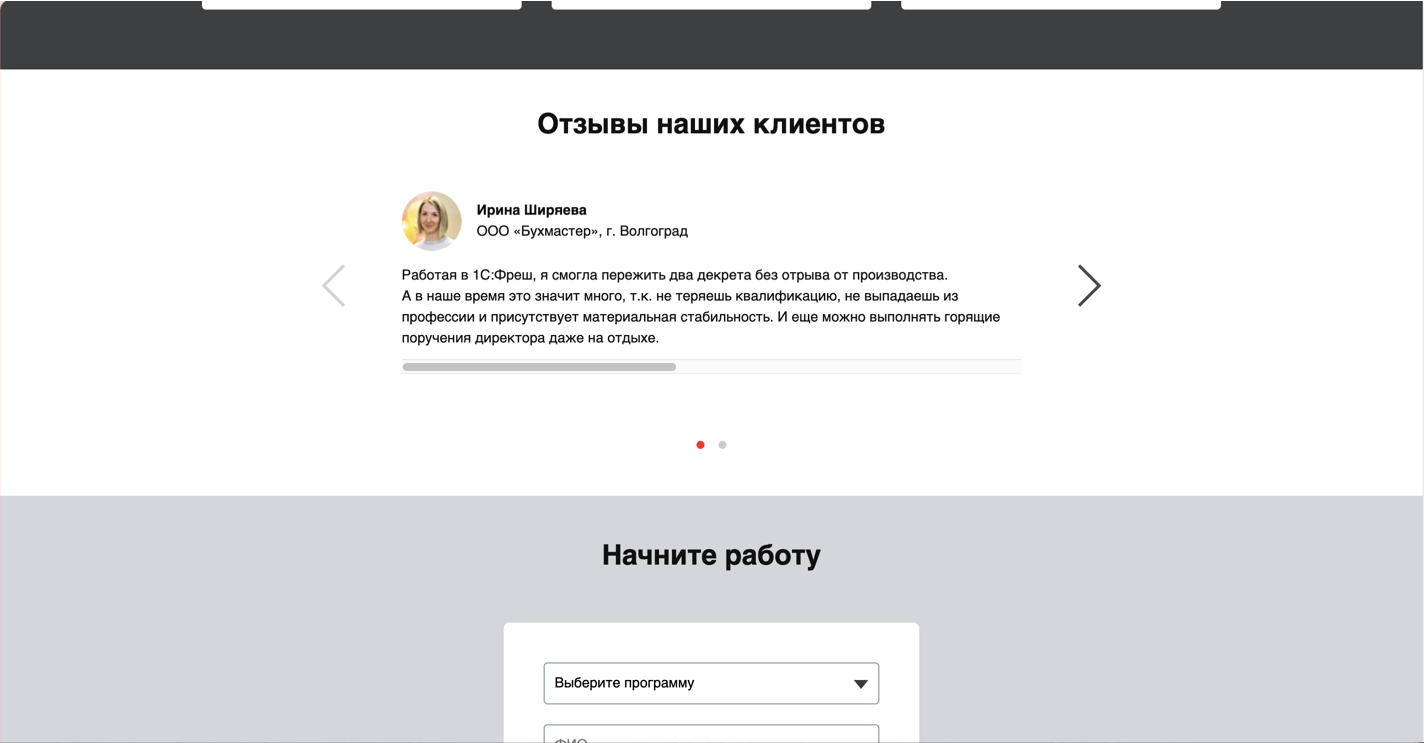 Отзывы наших клиентов
Ирина Ширяева
ООО «Бухмастер», г. Волгоград
Работая в 1С:Фреш, я смогла пережить два декрета без отрыва от производства.
А в наше время это значит много, т.к. не теряешь квалификацию, не выпадаешь из
профессии и присутствует материальная стабильность. И еще можно выполнять горящие
поручения директора даже на отдыхе.
Начните работу
Выберите программу
ФИО